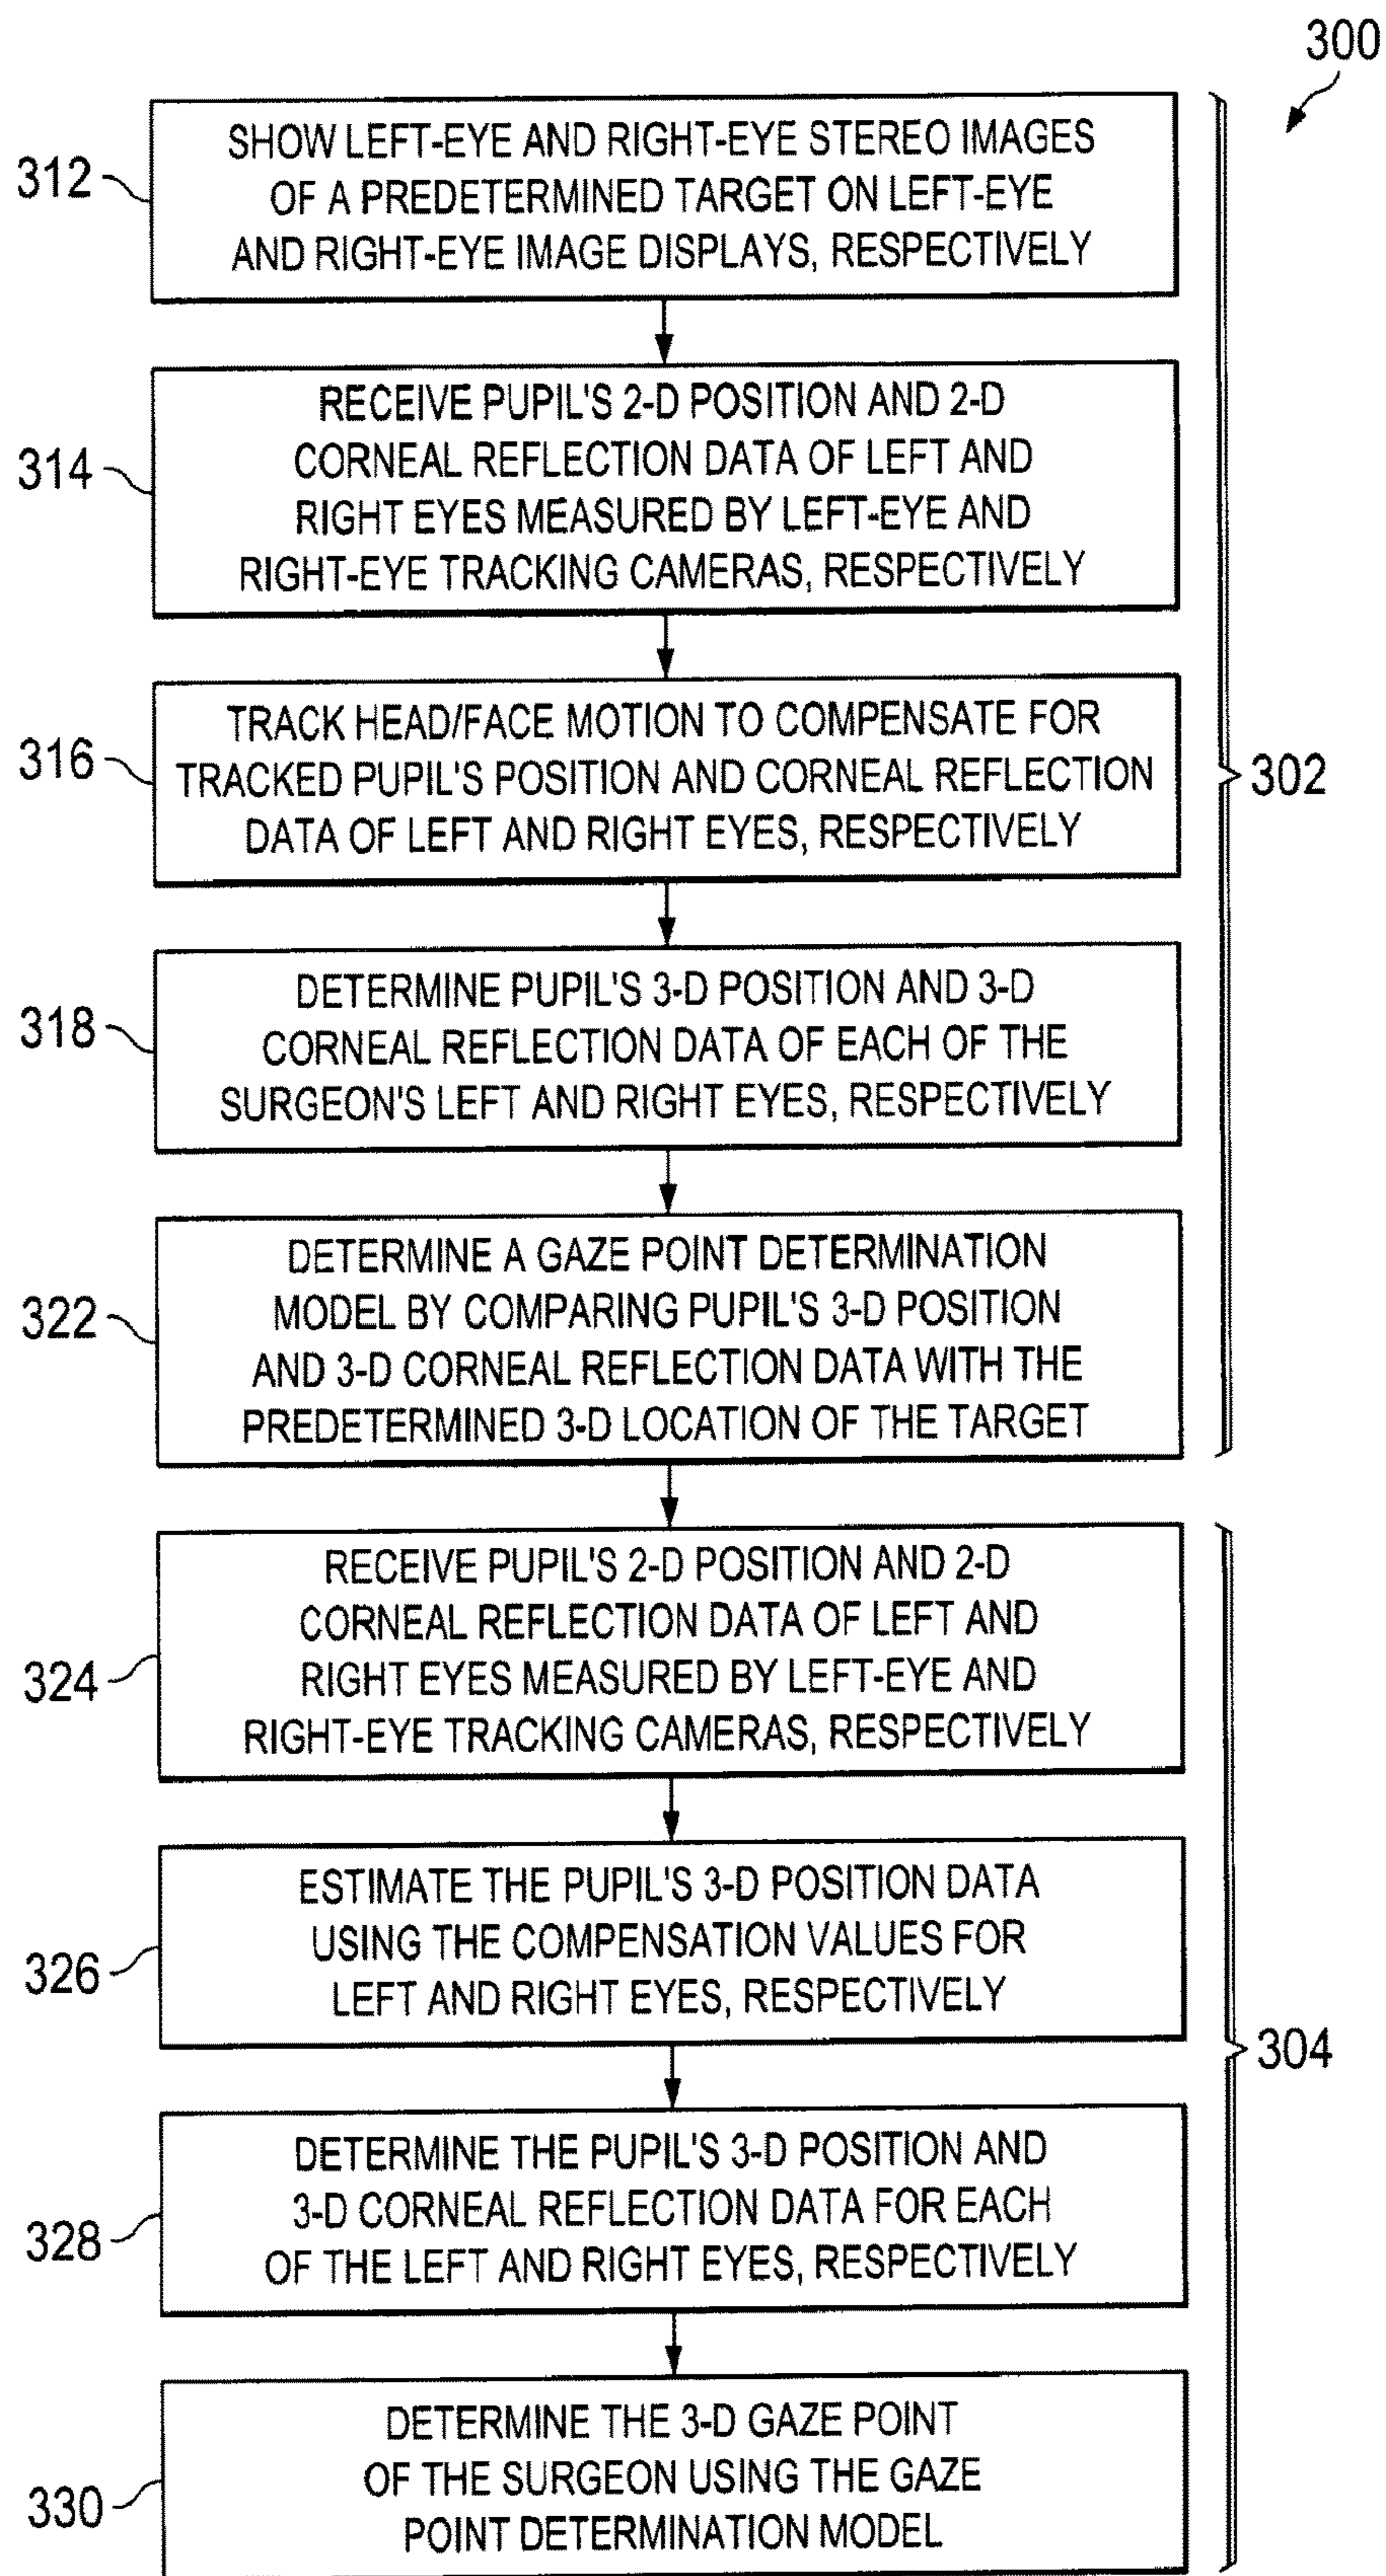 300
312
SHOW LEFT-EYE AND RIGHT-EYE STEREO IMAGES
OF A PREDETERMINED TARGET ON LEFT-EYE
AND RIGHT-EYE IMAGE DISPLAYS, RESPECTIVELY
314
RECEIVE PUPIL'S 2-D POSITION AND 2-D
CORNEAL REFLECTION DATA OF LEFT AND
RIGHT EYES MEASURED BY LEFT-EYE AND
RIGHT-EYE TRACKING CAMERAS, RESPECTIVELY
316
TRACK HEAD/FACE MOTION TO COMPENSATE FOR
TRACKED PUPIL'S POSITION AND CORNEAL REFLECTION
DATA OF LEFT AND RIGHT EYES, RESPECTIVELY
302
318
DETERMINE PUPIL'S 3-D POSITION AND 3-D
CORNEAL REFLECTION DATA OF EACH OF THE
SURGEON'S LEFT AND RIGHT EYES, RESPECTIVELY
322
DETERMINE A GAZE POINT DETERMINATION
MODEL BY COMPARING PUPIL'S 3-D POSITION
AND 3-D CORNEAL REFLECTION DATA WITH THE
PREDETERMINED 3-D LOCATION OF THE TARGET
324
RECEIVE PUPIL'S 2-D POSITION AND 2-D
CORNEAL REFLECTION DATA OF LEFT AND
RIGHT EYES MEASURED BY LEFT-EYE AND
RIGHT-EYE TRACKING CAMERAS, RESPECTIVELY
326
ESTIMATE THE PUPIL'S 3-D POSITION DATA
USING THE COMPENSATION VALUES FOR
LEFT AND RIGHT EYES, RESPECTIVELY
304
328
DETERMINE THE PUPIL'S 3-D POSITION AND
3-D CORNEAL REFLECTION DATA FOR EACH
OF THE LEFT AND RIGHT EYES, RESPECTIVELY
330
DETERMINE THE 3-D GAZE POINT
OF THE SURGEON USING THE GAZE
POINT DETERMINATION MODEL